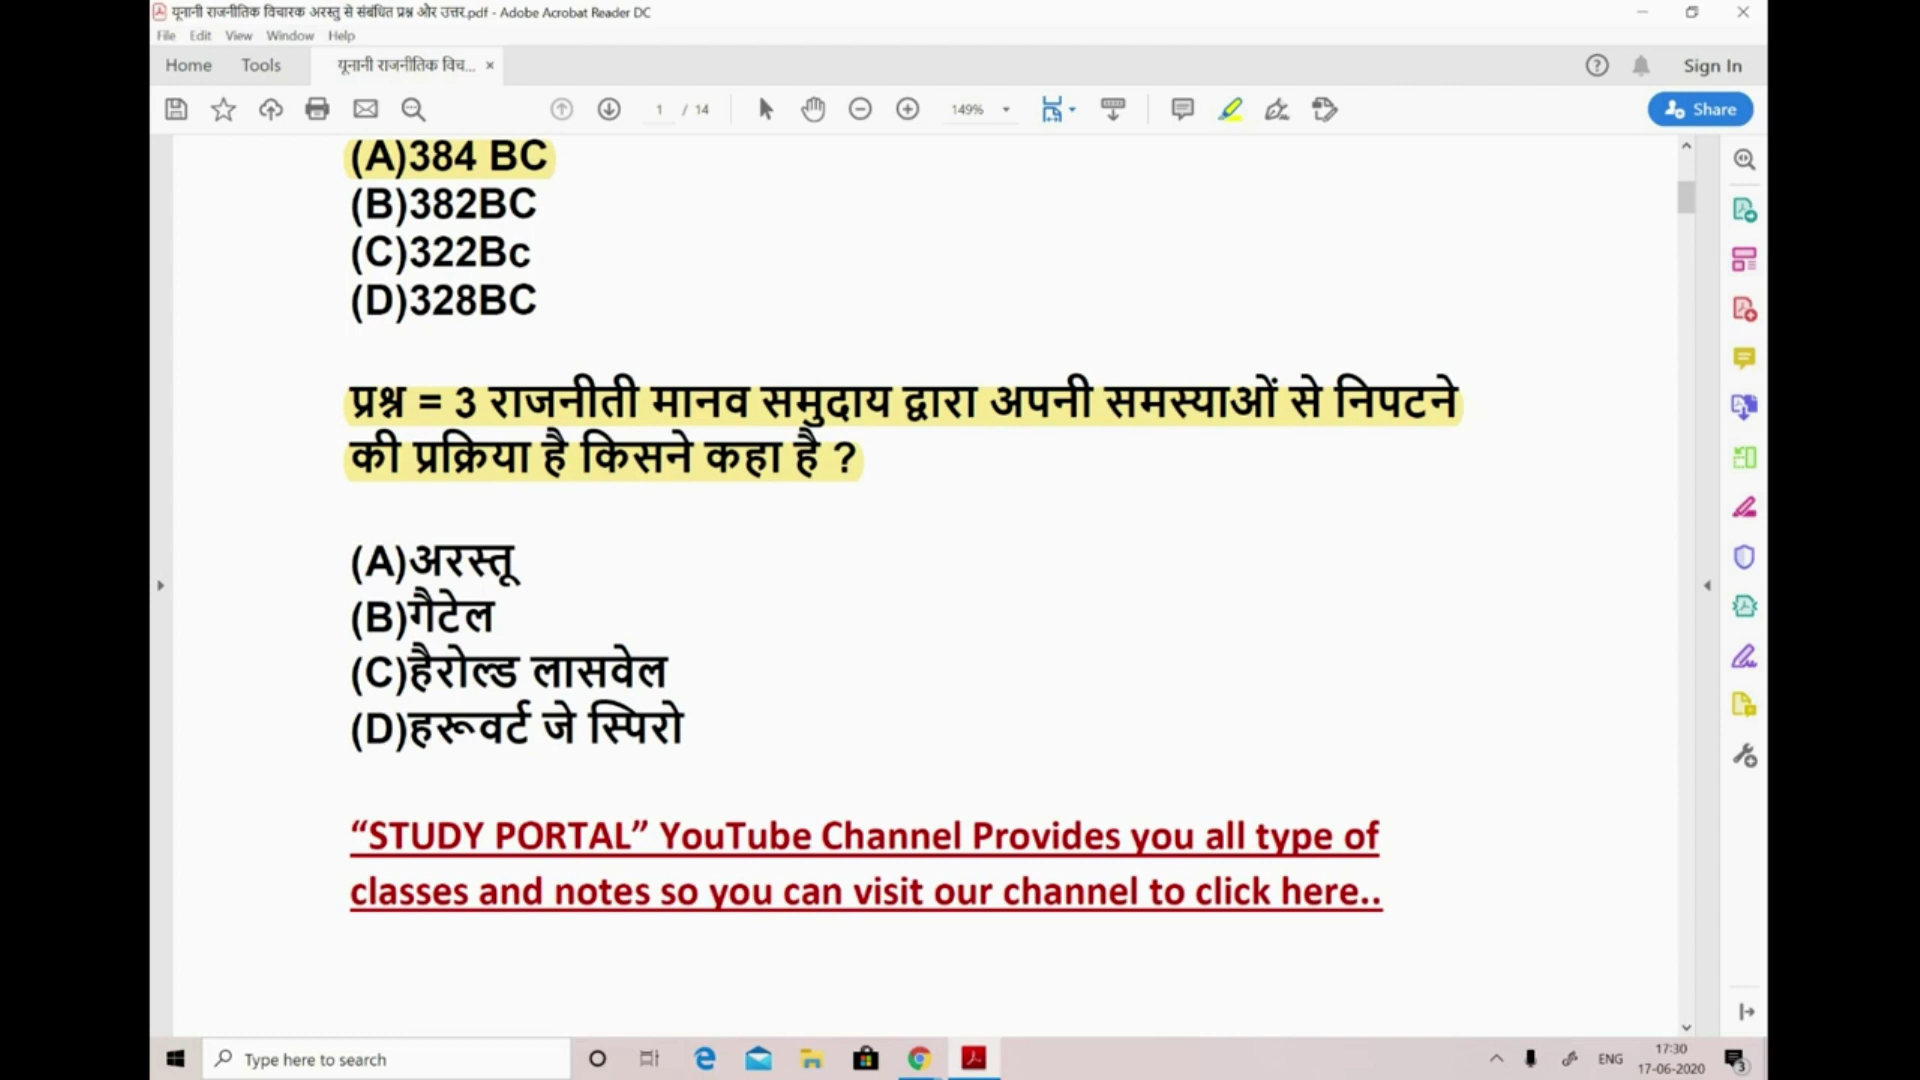 यूनानी राजनीतिक विचारक अरस्तु से संबंधित प्रश्न और उत्तर.pdf - Adobe Acrobat Reader DC
File Edit View Window Help
Home Tools यूनानी राजनीतिक विच... × Sign In
1 / 14 149% Share
(A)384 BC
(B)382BC
(C)322Bc
(D)328BC
प्रश्न = 3 राजनीती मानव समुदाय द्वारा अपनी समस्याओं से निपटने
की प्रक्रिया है किसने कहा है ?
(A)अरस्तू
(B)गैटेल
(C)हैरोल्ड लासवेल
(D)हरूवर्ट जे स्पिरो
“STUDY PORTAL” YouTube Channel Provides you all type of
classes and notes so you can visit our channel to click here..
Type here to search
ENG
17:30
17-06-2020
3